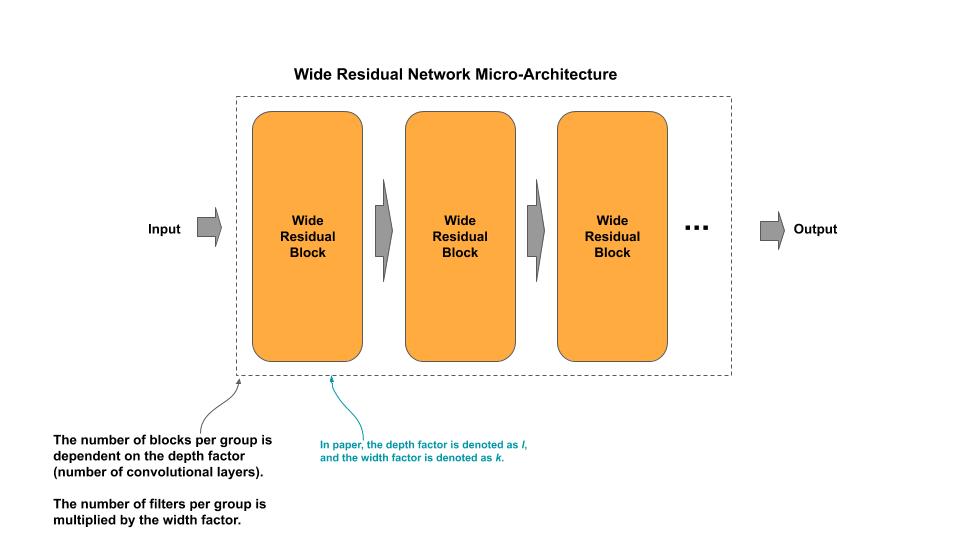 Wide Residual Network Micro-Architecture
Input
Wide
Residual
Block
Wide
Residual
Block
Wide
Residual
Block
...
Output
The number of blocks per group is
dependent on the depth factor
(number of convolutional layers).
The number of filters per group is
multiplied by the width factor.
In paper, the depth factor is denoted as l,
and the width factor is denoted as k.